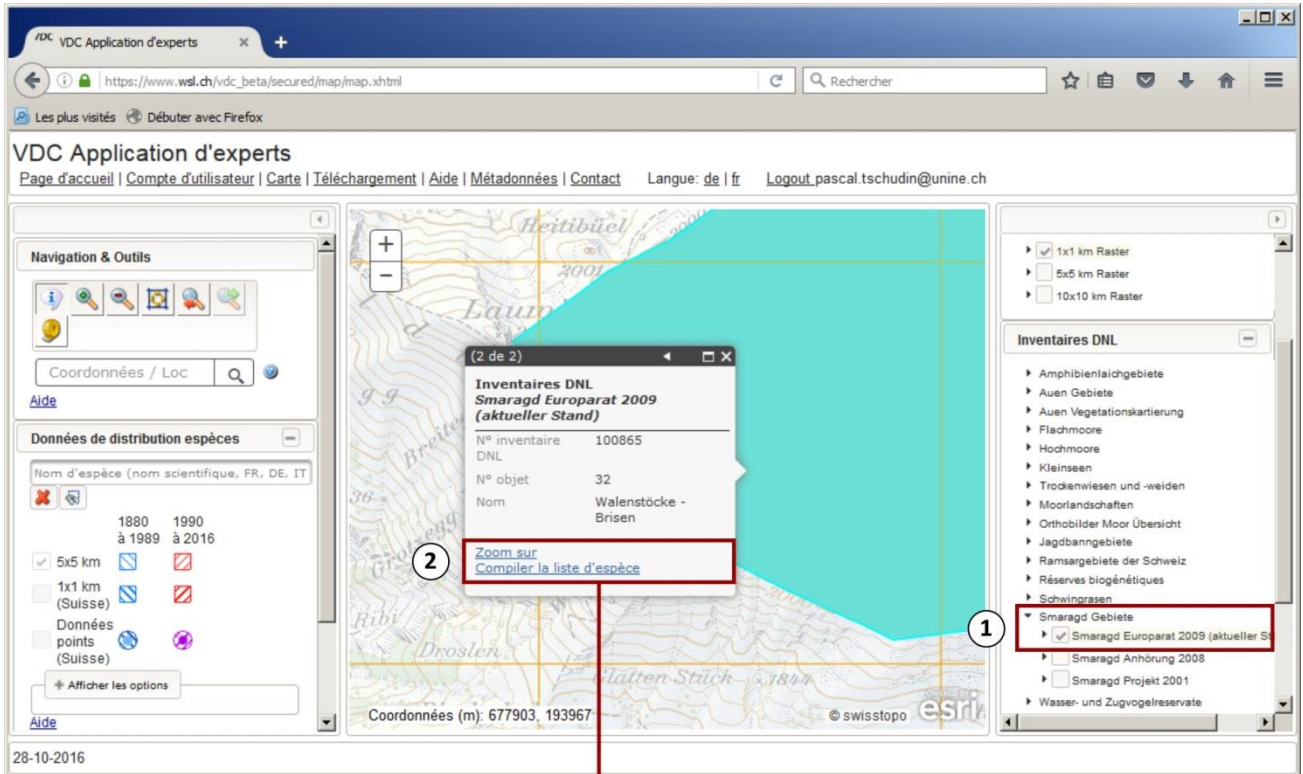 VDC VDC Application d'experts
https://www.wsl.ch/vdc_beta/secured/map/map.xhtml
Rechercher
Les plus visités Débuter avec Firefox
VDC Application d'experts
Page d'accueil | Compte d'utilisateur | Carte | Téléchargement | Aide | Métadonnées | Contact Langue: de | fr Logout pascal.tschudin@unine.ch
Navigation & Outils
Coordonnées / Loc
Aide
Données de distribution espèces
Nom d'espèce (nom scientifique, FR, DE, IT
1880 1990
à 1989 à 2016
5x5 km
1x1 km
(Suisse)
Données
points
(Suisse)
Afficher les options
Aide
+
−
Heitibüel
2001
(2 de 2)
Inventaires DNL
Smaragd Europarat 2009
(aktueller Stand)
N° inventaire 100865
DNL
N° objet 32
Nom Walenstöcke -
Brisen
2
Zoom sur
Compiler la liste d'espèce
Droslen
Glatten Stück
1844
Coordonnées (m): 677903, 193967
© swisstopo
POWERED BY
esri
1x1 km Raster
5x5 km Raster
10x10 km Raster
Inventaires DNL
Amphibienlaichgebiete
Auen Gebiete
Auen Vegetationskartierung
Flachmoore
Hochmoore
Kleinseen
Trockenwiesen und -weiden
Moorlandschaften
Orthobilder Moor Übersicht
Jagdbanngebiete
Ramsargebiete der Schweiz
Réserves biogénétiques
Schwingrasen
1
Smaragd Gebiete
Smaragd Europarat 2009 (aktueller St
Smaragd Anhörung 2008
Smaragd Projekt 2001
Wasser- und Zugvogelreservate
28-10-2016